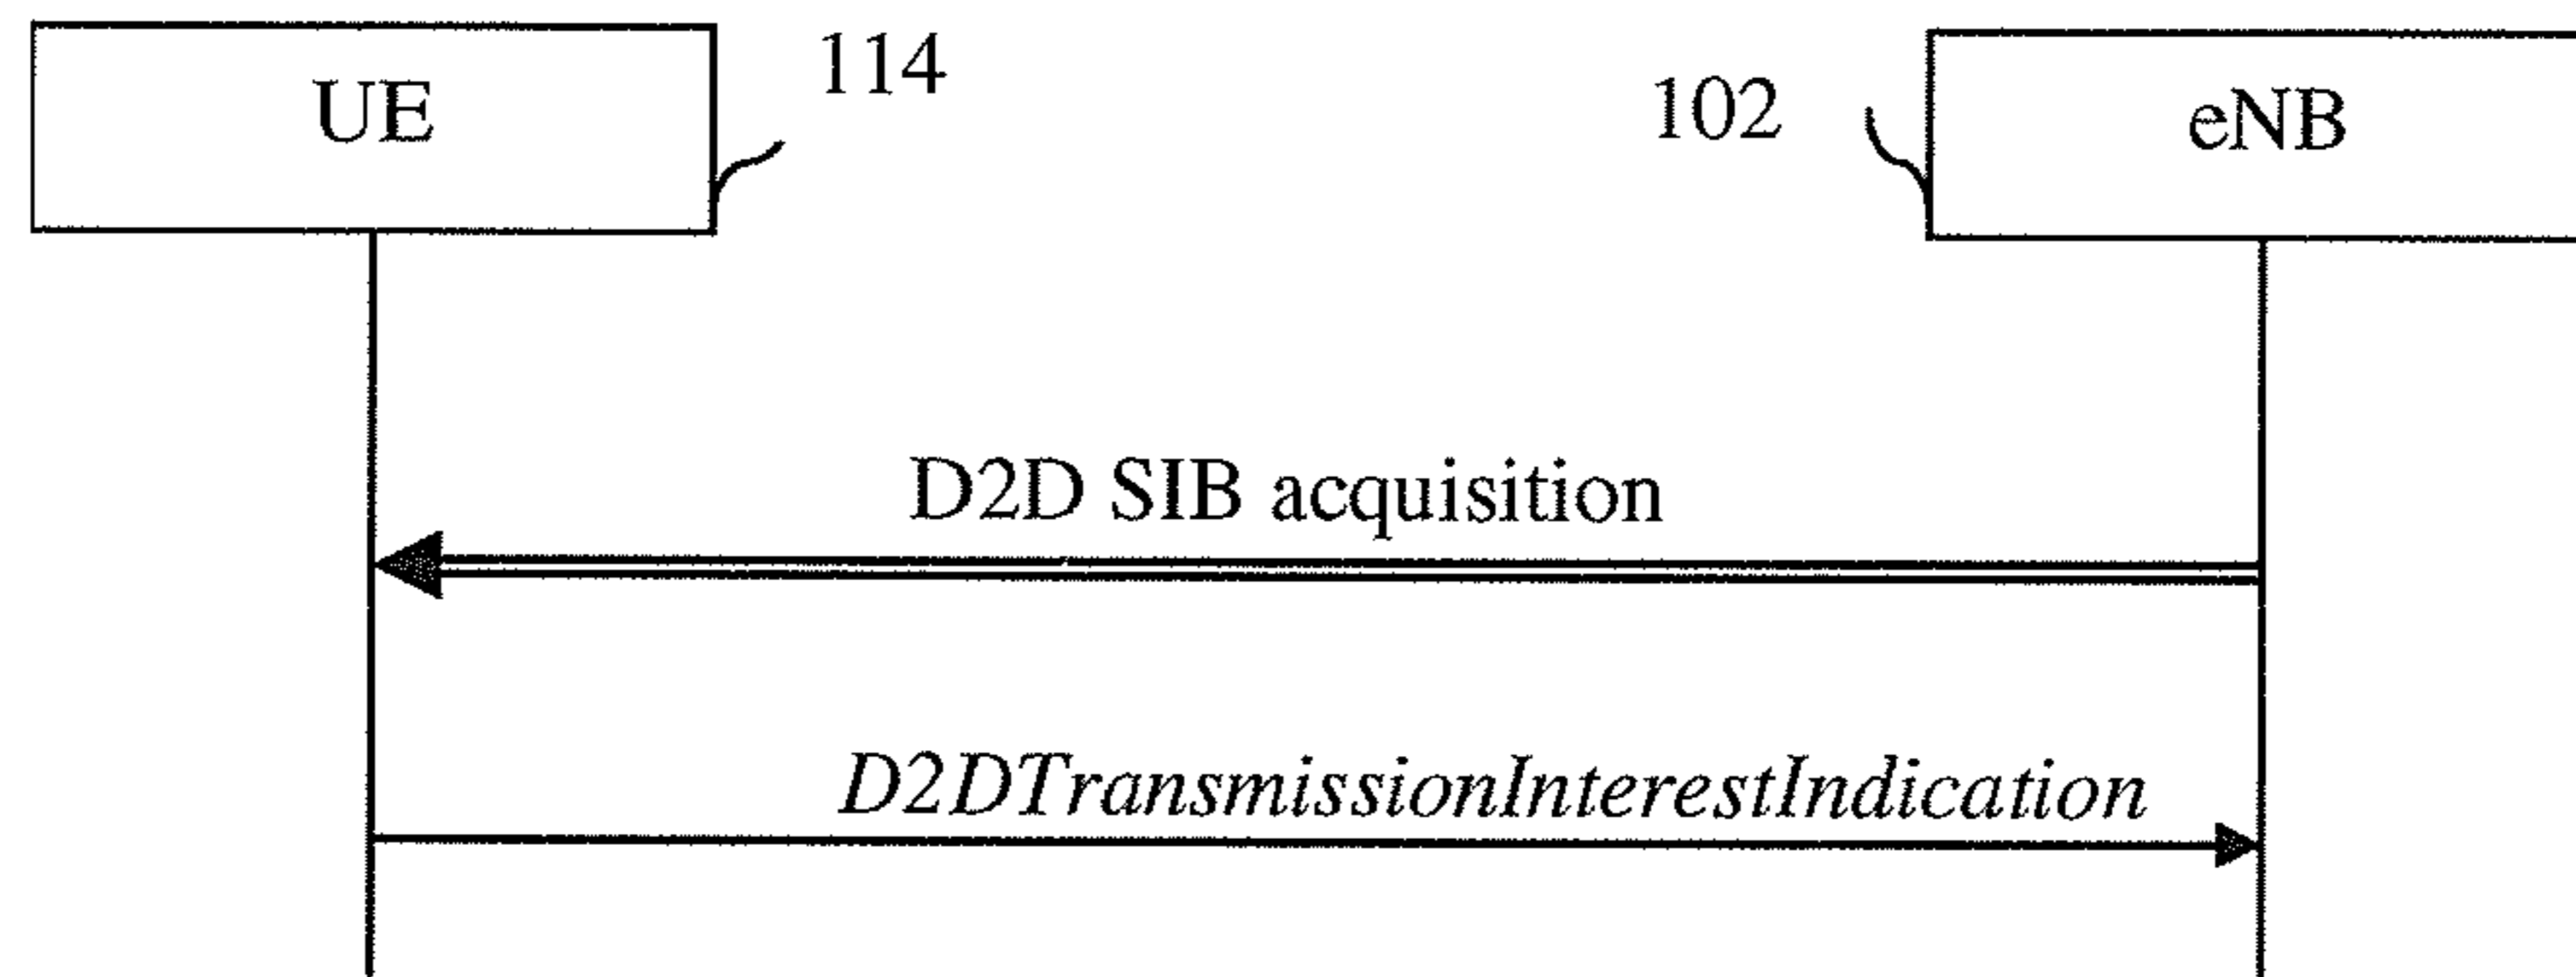 UE
114
102
eNB
D2D SIB acquisition
D2DTransmissionInterestIndication